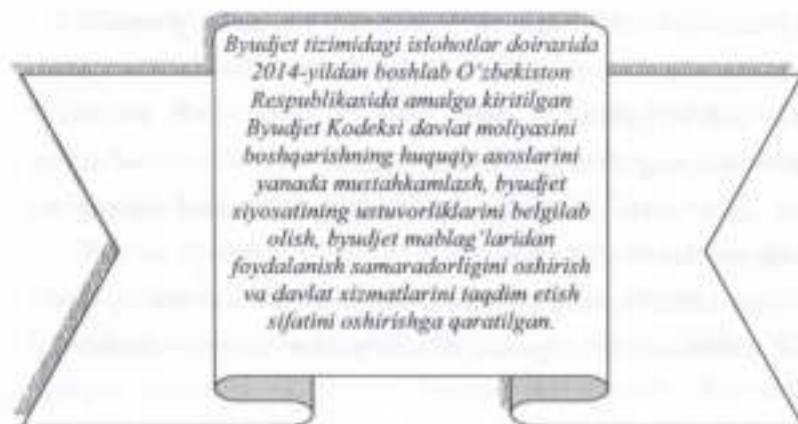 Byudjet tizimidagi islohotlar doirasida
2014-yildan boshlab O‘zbekiston
Respublikasida amalga kiritilgan
Byudjet Kodeksi davlat moliyasini
boshqarishning huquqiy asoslarini
yanada mustahkamlash, byudjet
siyosatining ustuvorliklarini belgilab
olish, byudjet mablag‘laridan
foydalanish samaradorligini oshirish
va davlat xizmatlarini taqdim etish
sifatini oshirishga qaratilgan.